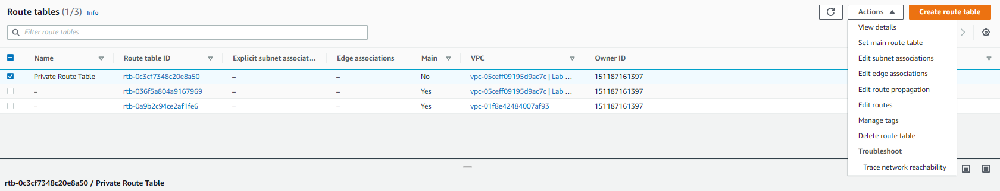 Route tables (1/3) Info
Actions
Create route table
Filter route tables
Name Route table ID Explicit subnet associat... Edge associations Main VPC Owner ID
Private Route Table rtb-0c3cf7348c20e8a50 – – No vpc-05ceff09195d9ac7c | Lab ... 151187161397
– rtb-036f5a804a9167969 – – Yes vpc-05ceff09195d9ac7c | Lab ... 151187161397
– rtb-0a9b2c94ce2af1fe6 – – Yes vpc-01f8e42484007af93 151187161397
View details
Set main route table
Edit subnet associations
Edit edge associations
Edit route propagation
Edit routes
Manage tags
Delete route table
Troubleshoot
Trace network reachability
rtb-0c3cf7348c20e8a50 / Private Route Table